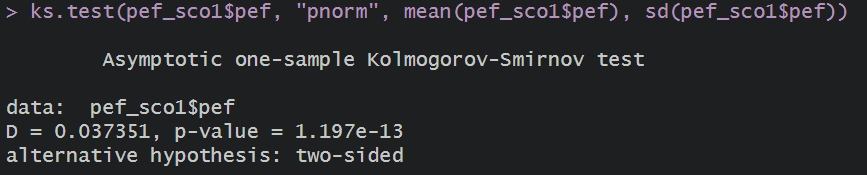 > ks.test(pef_sco1$pef, "pnorm", mean(pef_sco1$pef), sd(pef_sco1$pef))
Asymptotic one-sample Kolmogorov-Smirnov test
data:  pef_sco1$pef
D = 0.037351, p-value = 1.197e-13
alternative hypothesis: two-sided